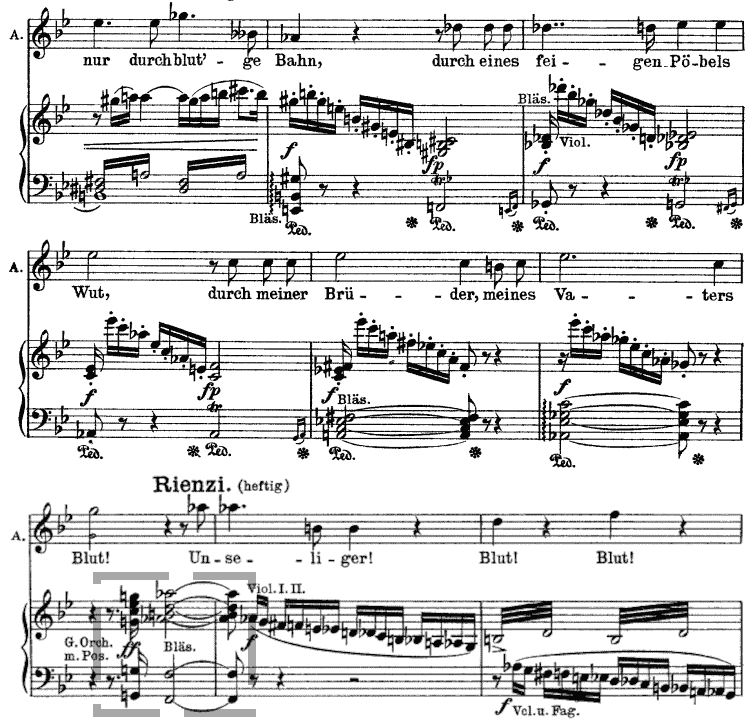 A.
nur durch blut'-ge Bahn, durch eines fei - - gen Pö-bels
Bläs.
Viol.
f fp f fp
Bläs.
Ped. * Ped. * Ped. * Ped. *
A.
Wut, durch meiner Brü - - - der, meines Va - - - ters
f fp f f
Bläs.
Ped. Ped. * Ped. * Ped. *
Rienzi. (heftig)
A.
Blut! Un-se - - li-ger! Blut! Blut!
Viol. I. II.
G. Orch.
m. Pos.
ff Bläs. f
f Vcl. u. Fag.